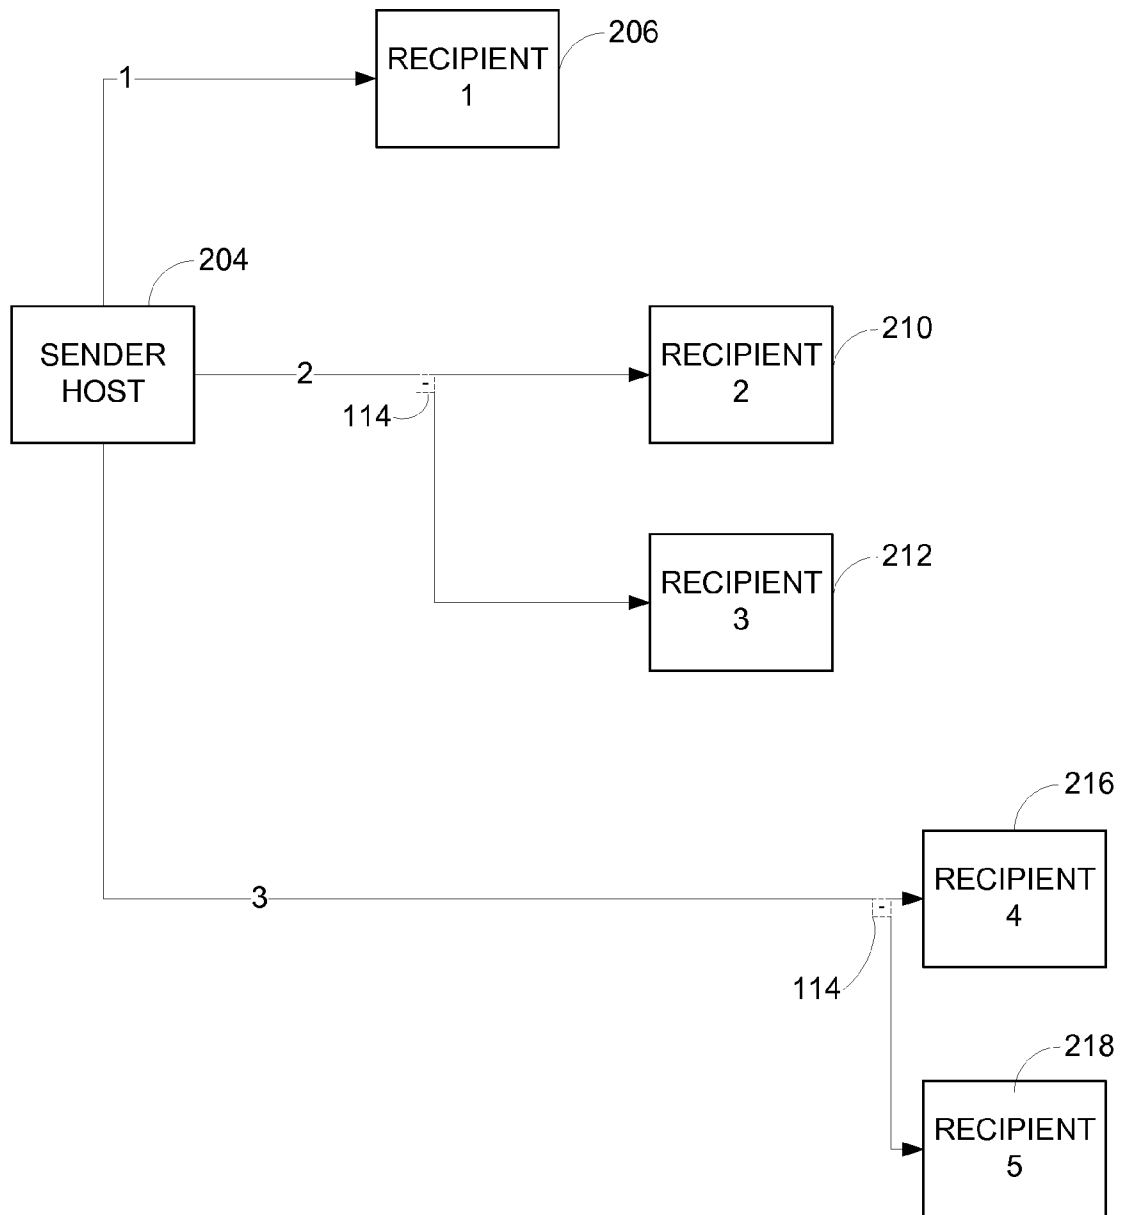 206
RECIPIENT
1
1
204
SENDER
HOST
2
114
210
RECIPIENT
2
212
RECIPIENT
3
216
RECIPIENT
4
3
114
218
RECIPIENT
5